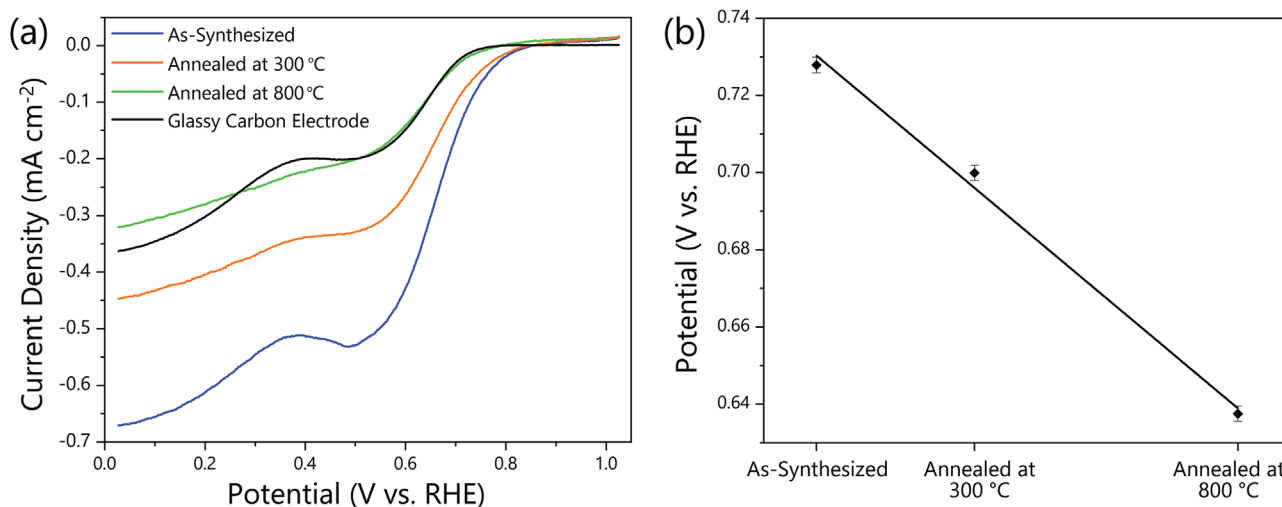 (a)
As-Synthesized
Annealed at 300 °C
Annealed at 800 °C
Glassy Carbon Electrode
0.0
-0.1
-0.2
-0.3
-0.4
-0.5
-0.6
-0.7
Current Density (mA cm⁻²)
0.0 0.2 0.4 0.6 0.8 1.0
Potential (V vs. RHE)
(b)
0.74
0.72
0.70
0.68
0.66
0.64
Potential (V vs. RHE)
As-Synthesized
Annealed at
300 °C
Annealed at
800 °C